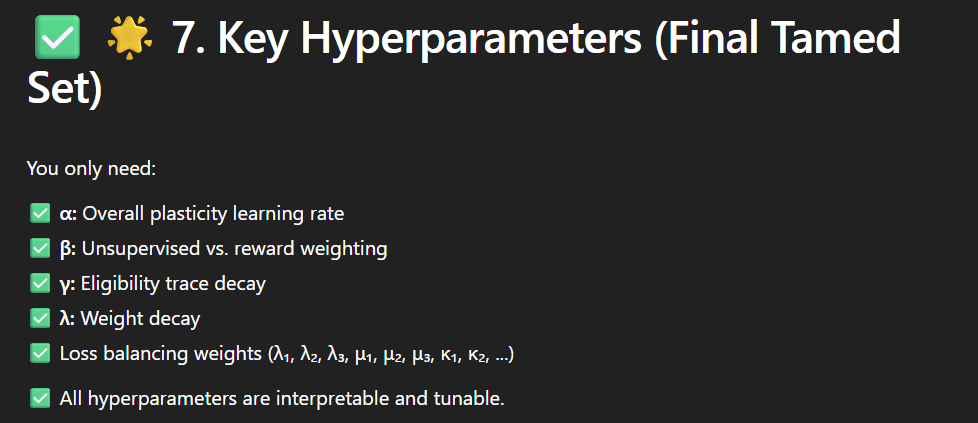 ✅ 🌟 7. Key Hyperparameters (Final Tamed
Set)
You only need:
✅ α: Overall plasticity learning rate
✅ β: Unsupervised vs. reward weighting
✅ γ: Eligibility trace decay
✅ λ: Weight decay
✅ Loss balancing weights (λ₁, λ₂, λ₃, μ₁, μ₂, μ₃, κ₁, κ₂, ...)
✅ All hyperparameters are interpretable and tunable.